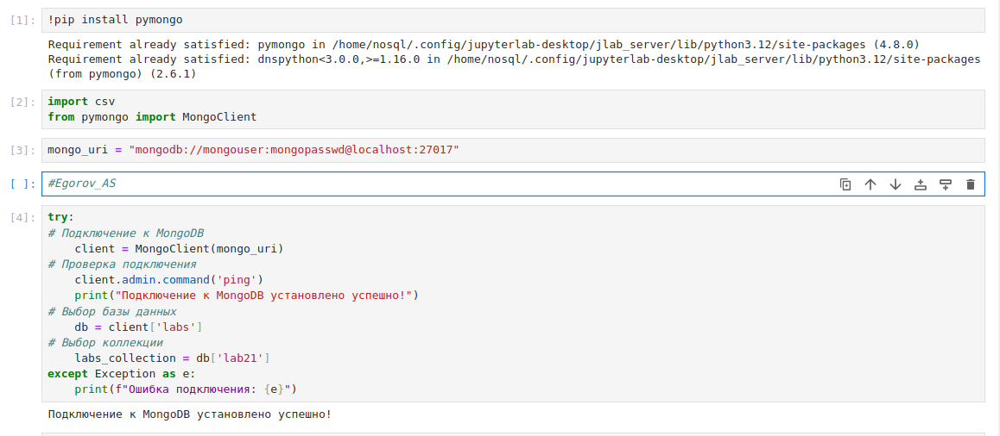 [1]: !pip install pymongo
Requirement already satisfied: pymongo in /home/nosql/.config/jupyterlab-desktop/jlab_server/lib/python3.12/site-packages (4.8.0)
Requirement already satisfied: dnspython<3.0.0,>=1.16.0 in /home/nosql/.config/jupyterlab-desktop/jlab_server/lib/python3.12/site-packages
(from pymongo) (2.6.1)
[2]: import csv
from pymongo import MongoClient
[3]: mongo_uri = "mongodb://mongouser:mongopasswd@localhost:27017"
[ ]: #Egorov_AS
[4]: try:
# Подключение к MongoDB
    client = MongoClient(mongo_uri)
# Проверка подключения
    client.admin.command('ping')
    print("Подключение к MongoDB установлено успешно!")
# Выбор базы данных
    db = client['labs']
# Выбор коллекции
    labs_collection = db['lab21']
except Exception as e:
    print(f"Ошибка подключения: {e}")
Подключение к MongoDB установлено успешно!